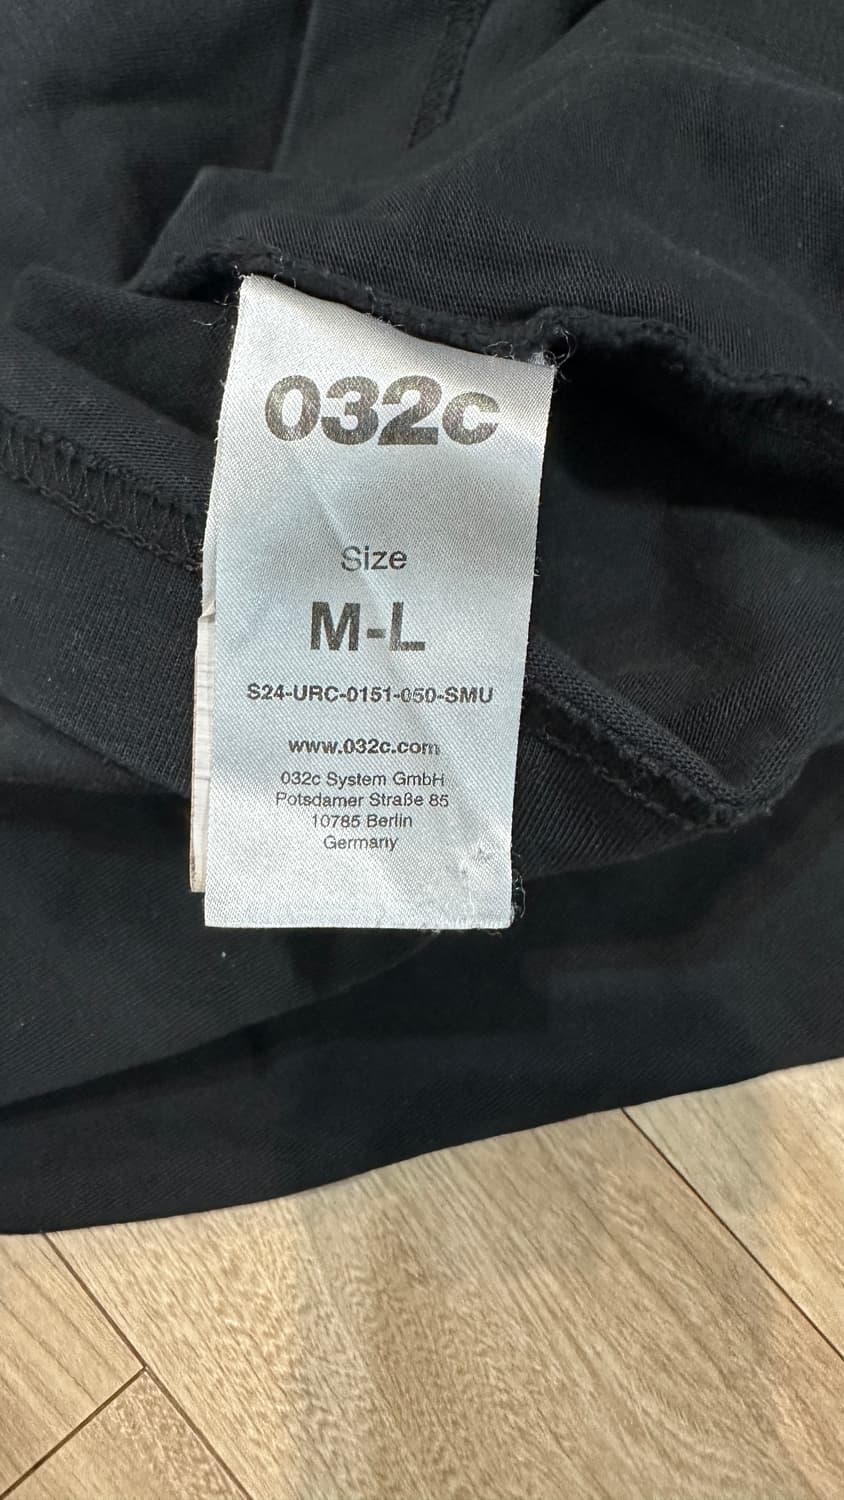 032c
Size
M-L
S24-URC-0151-050-SMU
www.032c.com
032c System GmbH
Potsdamer Straße 85
10785 Berlin
Germany